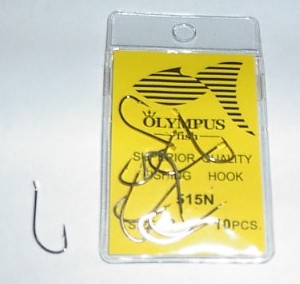 OLYMPUS
fish
SUPERIOR QUALITY
FISHING HOOK
515N
10PCS.